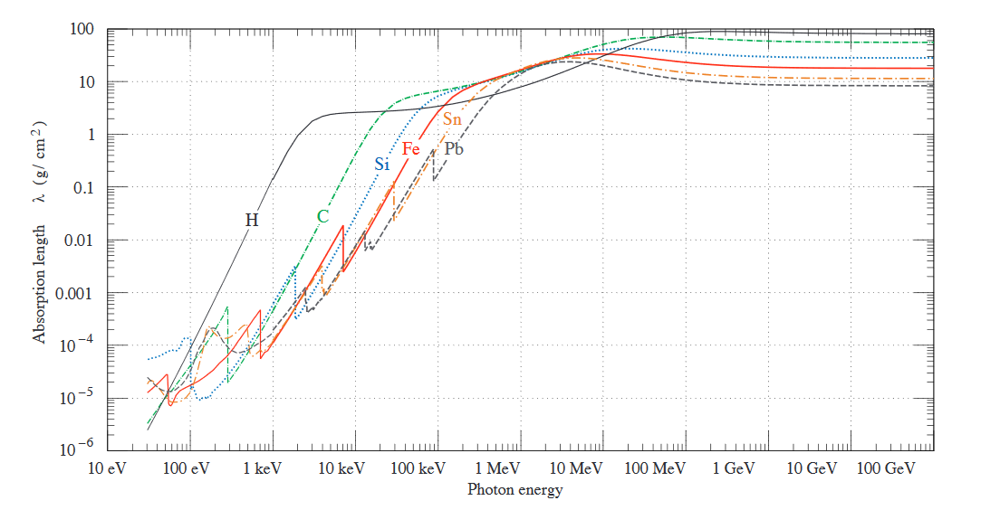 100
10
1
0.1
0.01
0.001
10 −4
10 −5
10 −6
Absorption length λ (g/cm2)
H
C
Si
Fe
Sn
Pb
10 eV 100 eV 1 keV 10 keV 100 keV 1 MeV 10 MeV 100 MeV 1 GeV 10 GeV 100 GeV
Photon energy